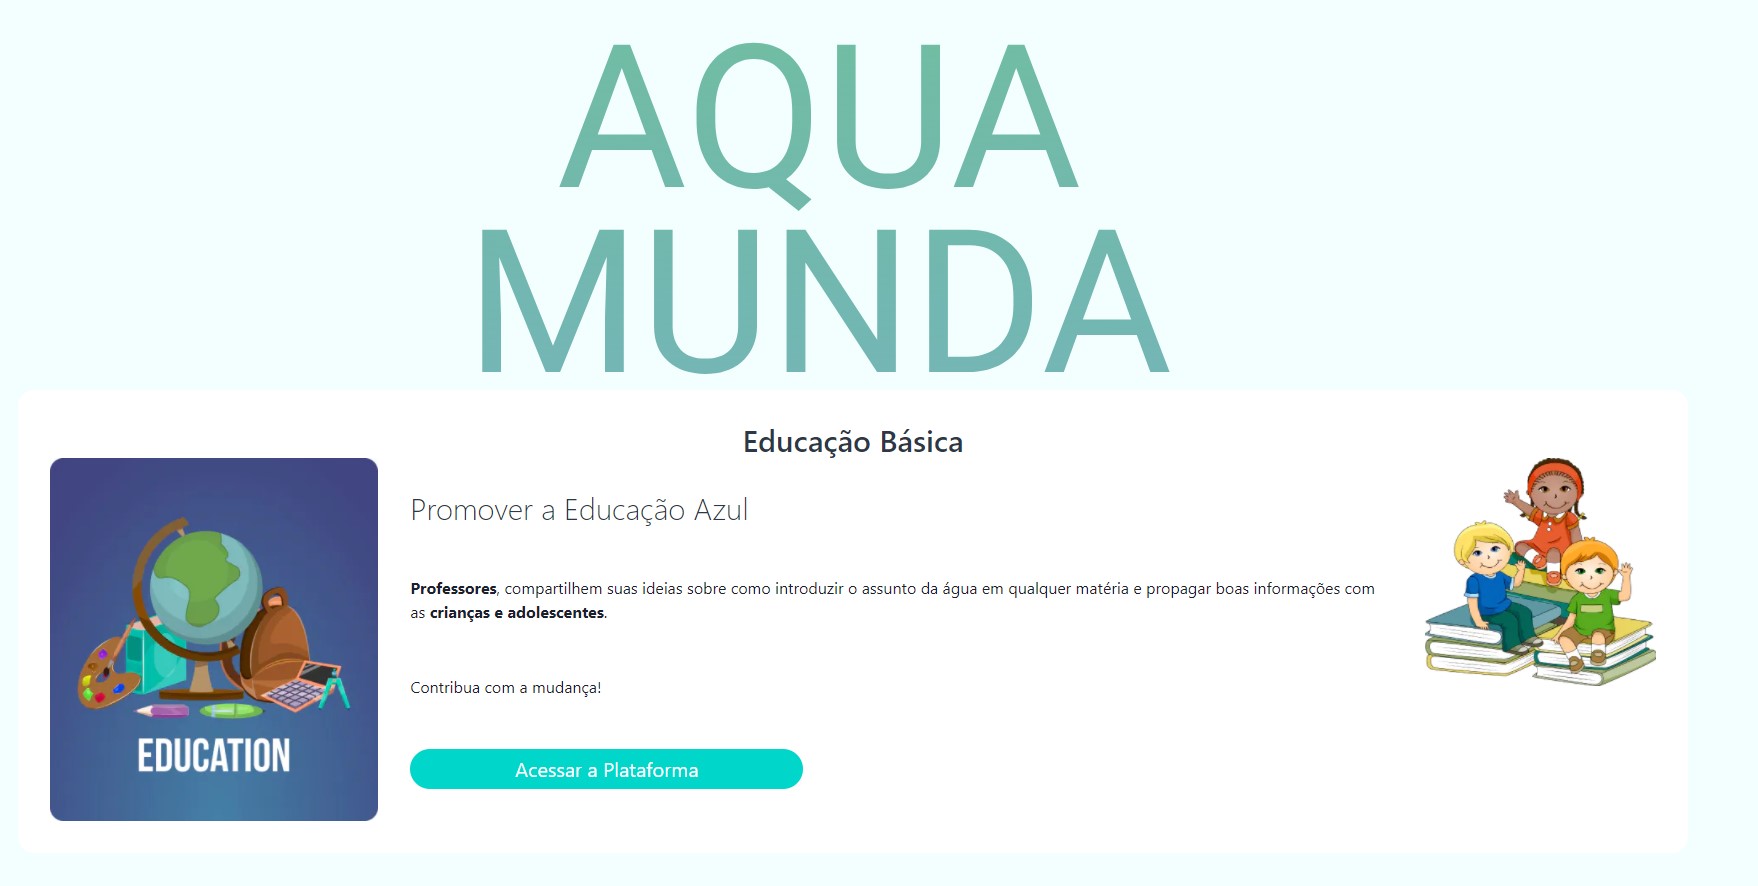 AQUA
MUNDA
Educação Básica
Promover a Educação Azul
Professores, compartilhem suas ideias sobre como introduzir o assunto da água em qualquer matéria e propagar boas informações com
as crianças e adolescentes.
Contribua com a mudança!
Acessar a Plataforma
EDUCATION